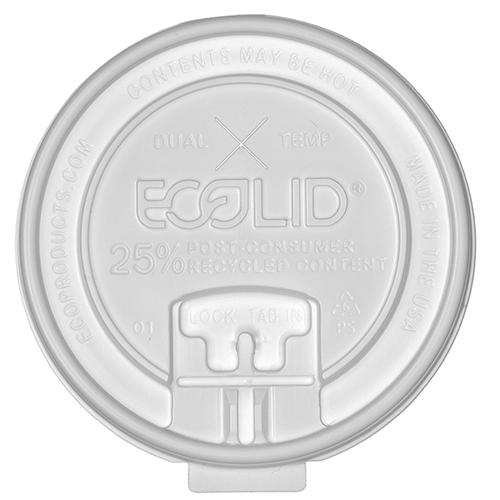 CONTENTS MAY BE HOT
ECOPRODUCTS.COM
MADE IN THE USA
DUAL TEMP
ECOLID®
25% POST-CONSUMER
RECYCLED CONTENT
01
LOCK TAB IN
6
PS